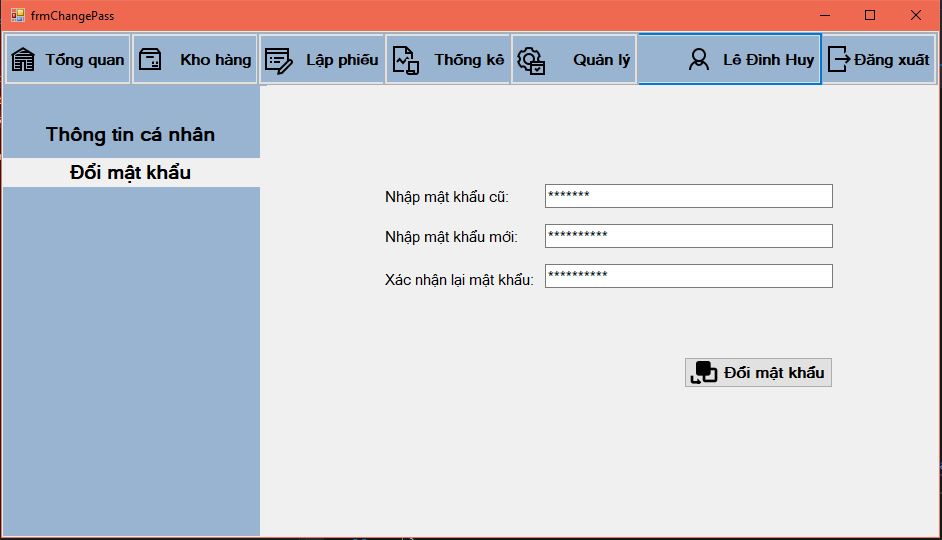 frmChangePass
Tổng quan Kho hàng Lập phiếu Thống kê Quản lý Lê Đình Huy Đăng xuất
Thông tin cá nhân
Đổi mật khẩu
Nhập mật khẩu cũ: *******
Nhập mật khẩu mới: **********
Xác nhận lại mật khẩu: **********
Đổi mật khẩu